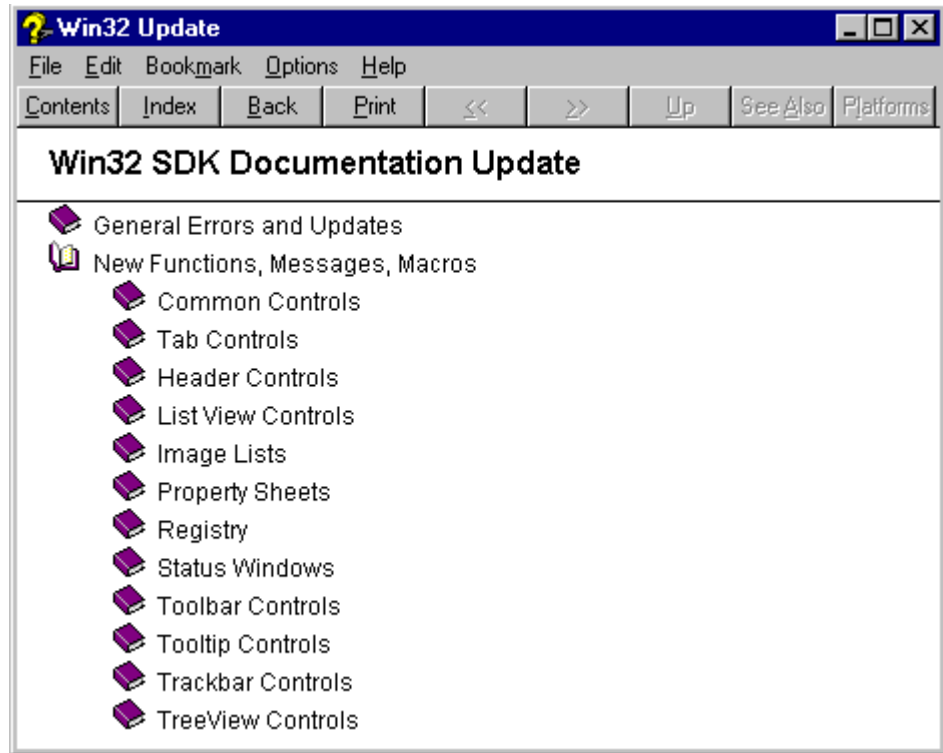 Win32 Update
File Edit Bookmark Options Help
Contents Index Back Print << >> Up See Also Platforms
Win32 SDK Documentation Update
General Errors and Updates
New Functions, Messages, Macros
Common Controls
Tab Controls
Header Controls
List View Controls
Image Lists
Property Sheets
Registry
Status Windows
Toolbar Controls
Tooltip Controls
Trackbar Controls
TreeView Controls